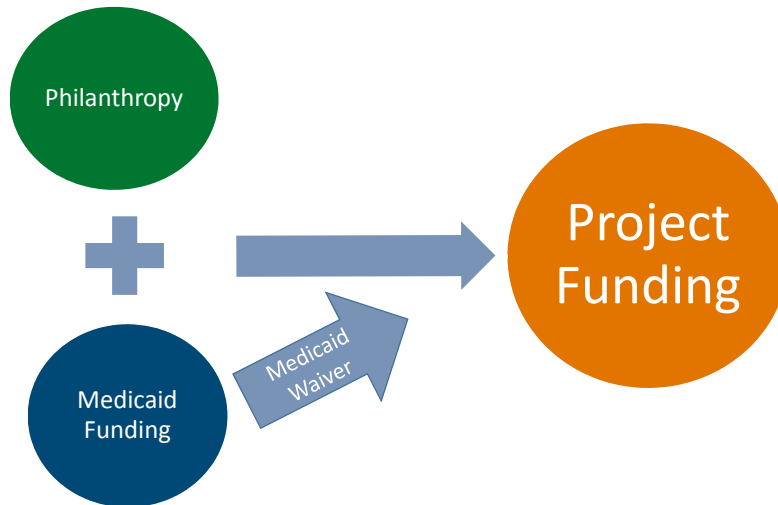 Philanthropy
Project
Funding
Medicaid
Waiver
Medicaid
Funding